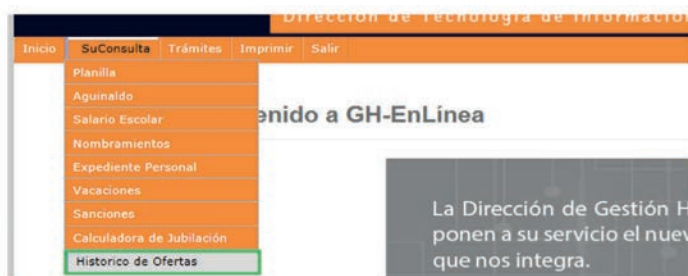 Dirección de Tecnología de Información
Inicio SuConsulta Trámites Imprimir Salir
Planilla
Aguinaldo
Salario Escolar
enido a GH-EnLínea
Nombramientos
Expediente Personal
Vacaciones
Sanciones
La Dirección de Gestión H
Calculadora de Jubilación
ponen a su servicio el nuev
Historico de Ofertas
que nos integra.